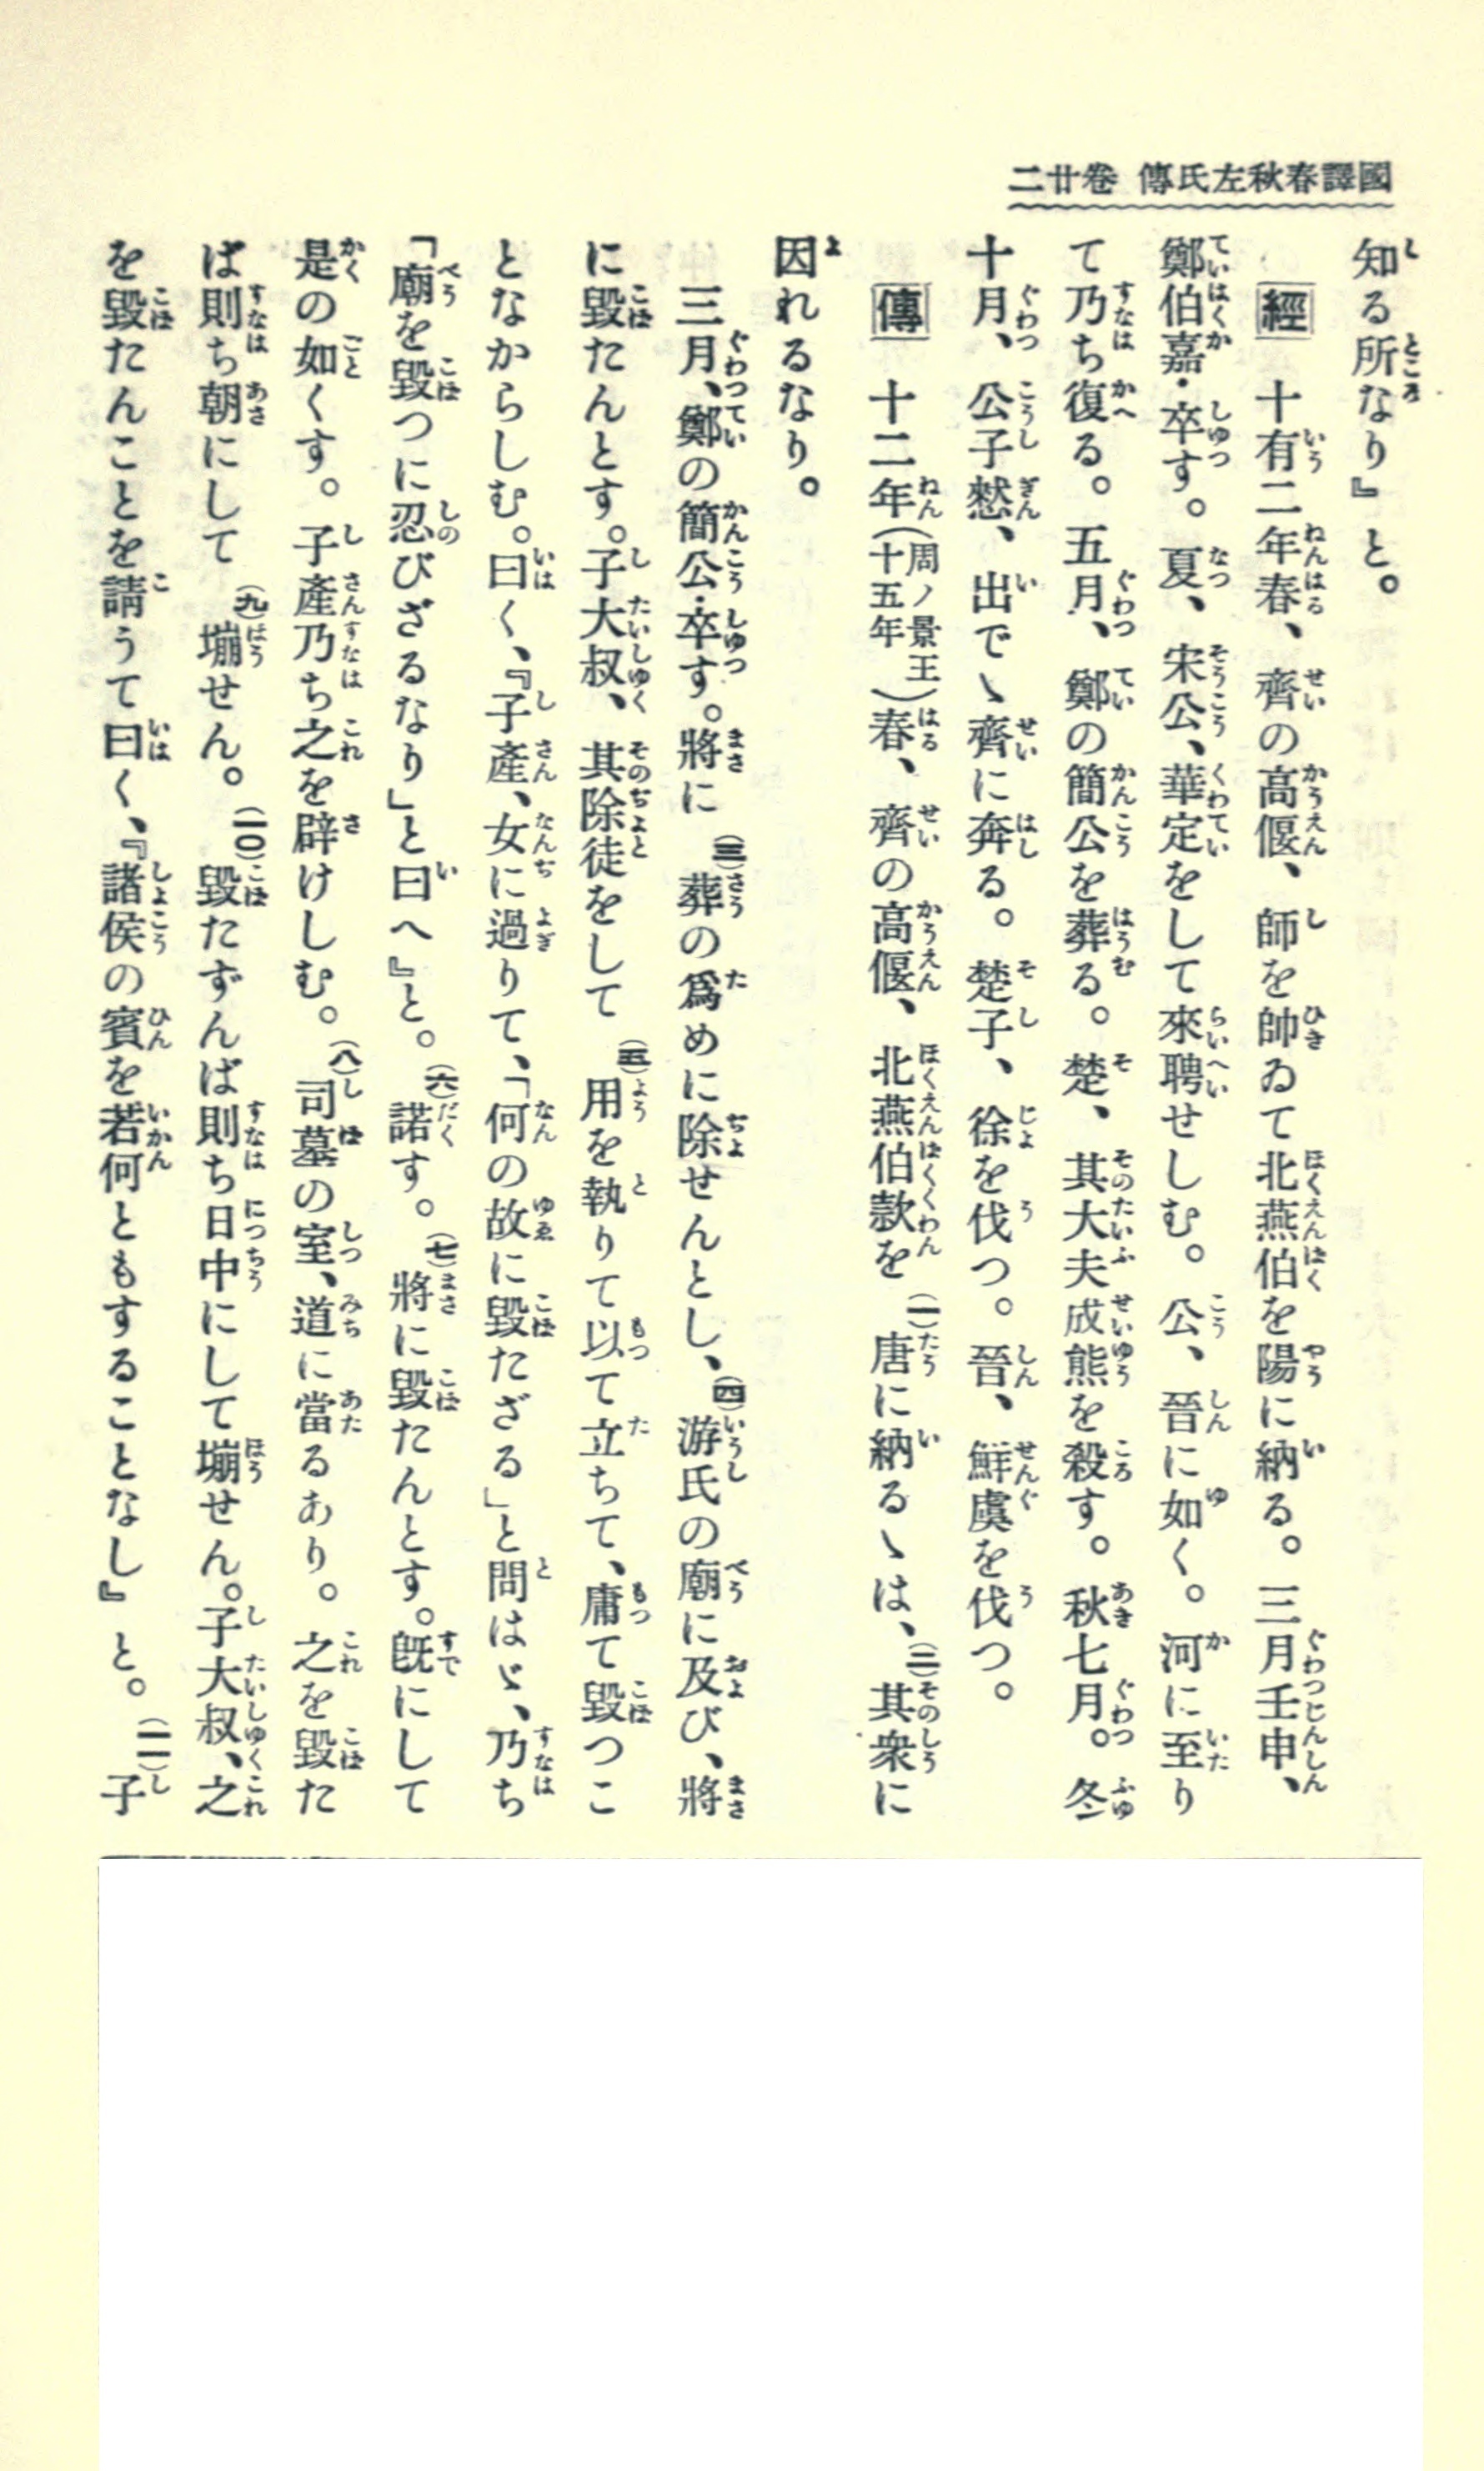 國譯春秋左氏傳 卷廿二
知る所なり』と。
經 十有二年春、齊の高偃、師を帥ゐて北燕伯を陽に納る。三月壬申、
鄭伯嘉・卒す。夏、宋公、華定をして來聘せしむ。公、晉に如く。河に至り
て乃ち復る。五月、鄭の簡公を葬る。楚、其大夫成熊を殺す。秋七月。冬
十月、公子憖、出でゝ齊に奔る。楚子、徐を伐つ。晉、鮮虞を伐つ。
傳 十二年(周ノ景王十五年)春、齊の高偃、北燕伯款を(一)唐に納るゝは、(二)其衆に
因れるなり。
三月、鄭の簡公・卒す。將に(三)葬の爲めに除せんとし、(四)游氏の廟に及び、將
に毀たんとす。子大叔、其除徒をして(五)用を執りて以て立ちて、庸て毀つこ
となからしむ。曰く、『子產、女に過りて、「何の故に毀たざる」と問はゞ、乃ち
「廟を毀つに忍びざるなり」と曰へ』と。(六)諾す。(七)將に毀たんとす。既にして
是の如くす。子產乃ち之を辟けしむ。(八)司墓の室、道に當るあり。之を毀た
ば則ち朝にして(九)塴せん。(一〇)毀たずんば則ち日中にして塴せん。子大叔、之
を毀たんことを請うて曰く、『諸侯の賓を若何ともすることなし』と。(一一)子